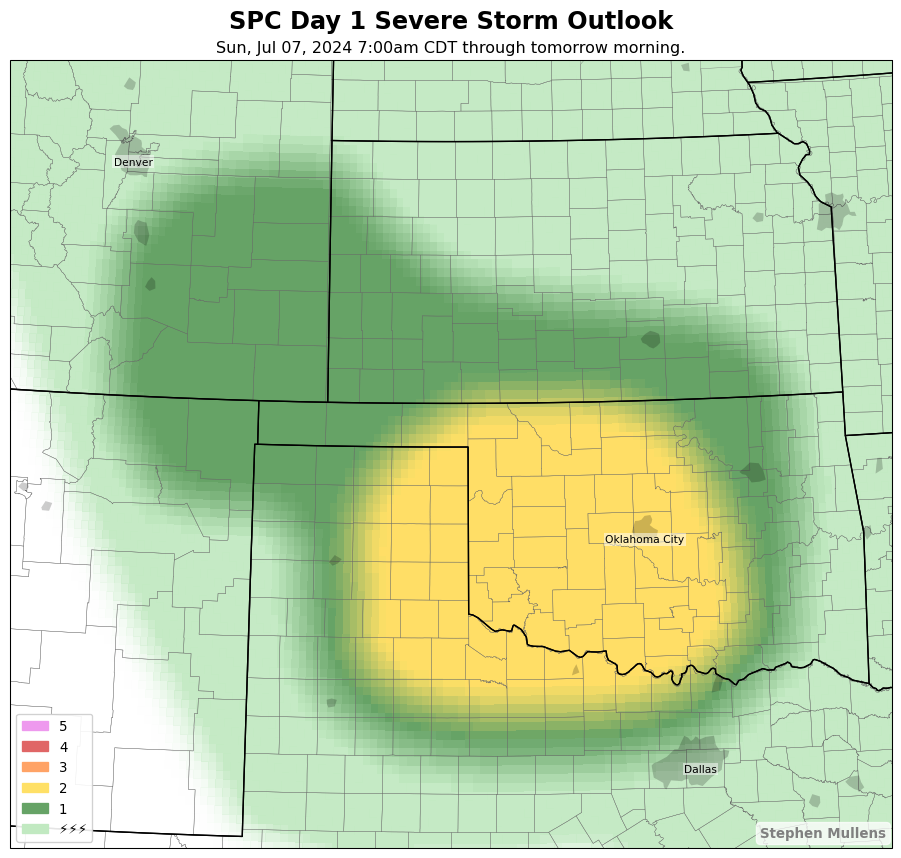 SPC Day 1 Severe Storm Outlook
Sun, Jul 07, 2024 7:00am CDT through tomorrow morning.
Denver
Oklahoma City
Dallas
5
4
3
2
1
⚡⚡⚡
Stephen Mullens